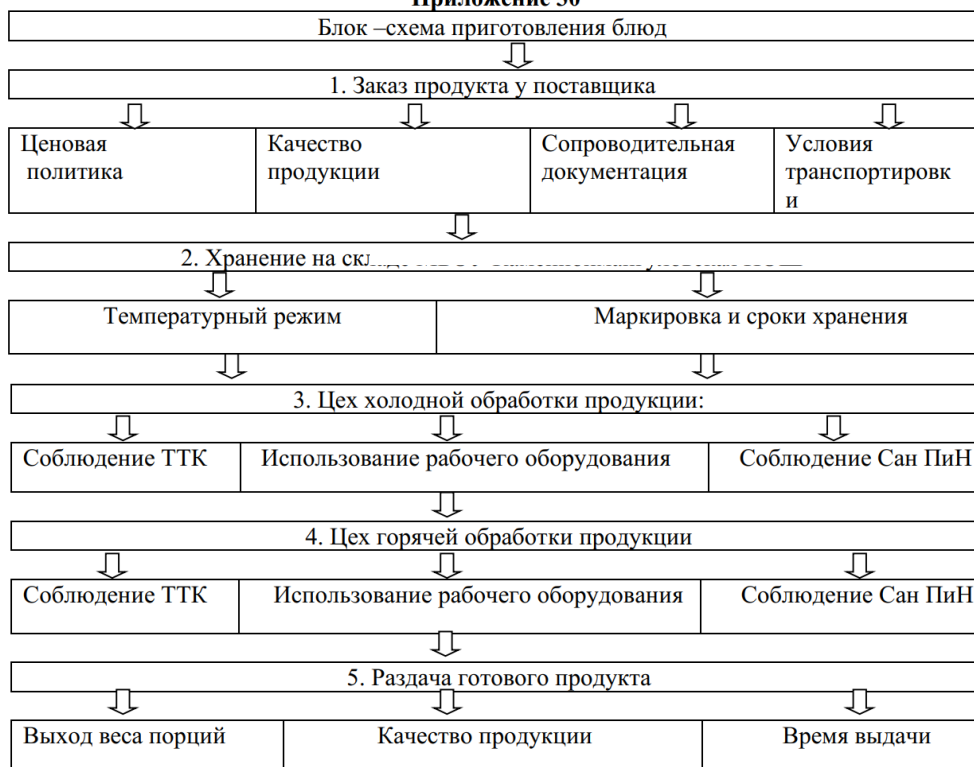 Приложение 30
Блок –схема приготовления блюд
1. Заказ продукта у поставщика
Ценовая
политика
Качество
продукции
Сопроводительная
документация
Условия
транспортировк
и
2. Хранение на складе
Температурный режим
Маркировка и сроки хранения
3. Цех холодной обработки продукции:
Соблюдение ТТК
Использование рабочего оборудования
Соблюдение Сан ПиН
4. Цех горячей обработки продукции
Соблюдение ТТК
Использование рабочего оборудования
Соблюдение Сан ПиН
5. Раздача готового продукта
Выход веса порций
Качество продукции
Время выдачи